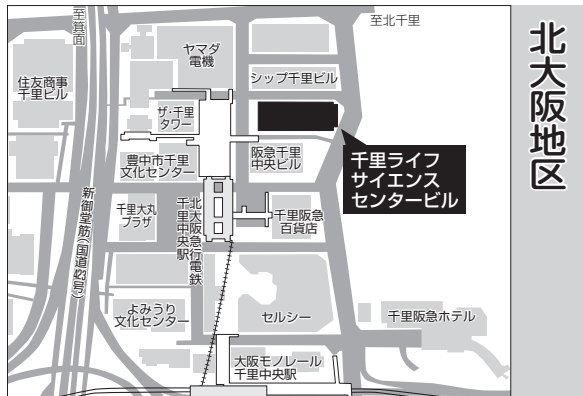 至箕面
至北千里
ヤマダ
電機
住友商事
千里ビル
シップ千里ビル
ザ・千里
タワー
豊中市千里
文化センター
阪急千里
中央ビル
千里ライフ
サイエンス
センタービル
北大阪地区
新御堂筋(国道423号)
千里大丸
プラザ
北大阪急行電鉄
千里中央駅
千里阪急
百貨店
よみうり
文化センター
セルシー
千里阪急ホテル
大阪モノレール
千里中央駅